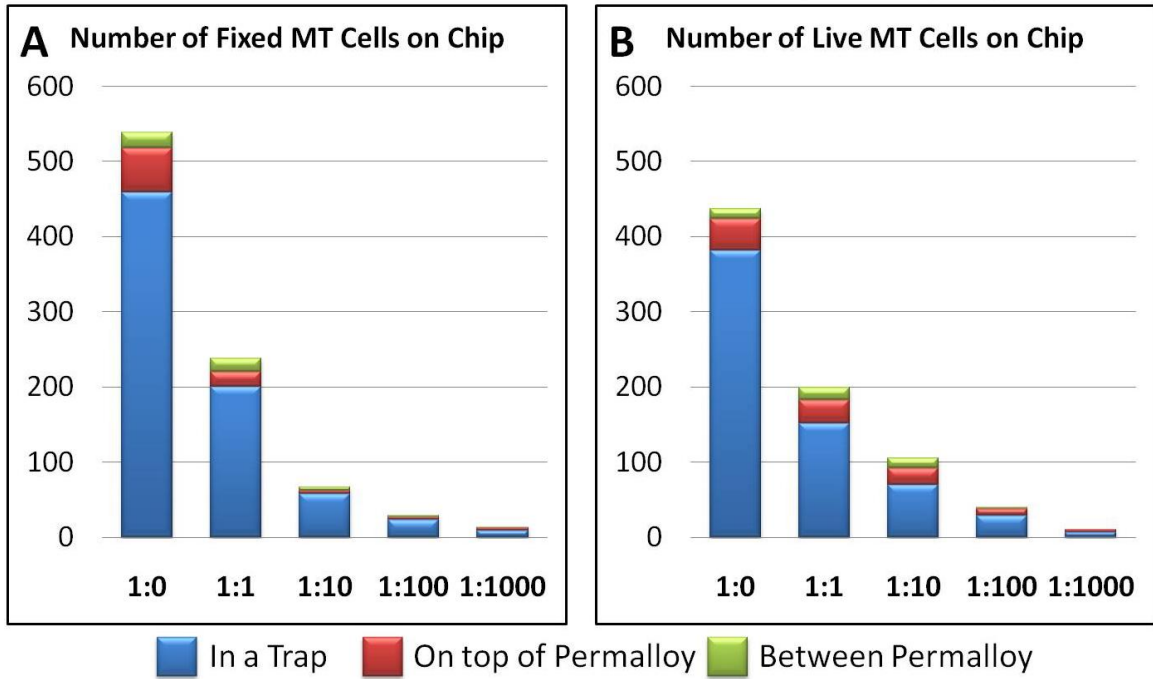 A Number of Fixed MT Cells on Chip
600
500
400
300
200
100
0
1:0 1:1 1:10 1:100 1:1000
B Number of Live MT Cells on Chip
600
500
400
300
200
100
0
1:0 1:1 1:10 1:100 1:1000
In a Trap On top of Permalloy Between Permalloy